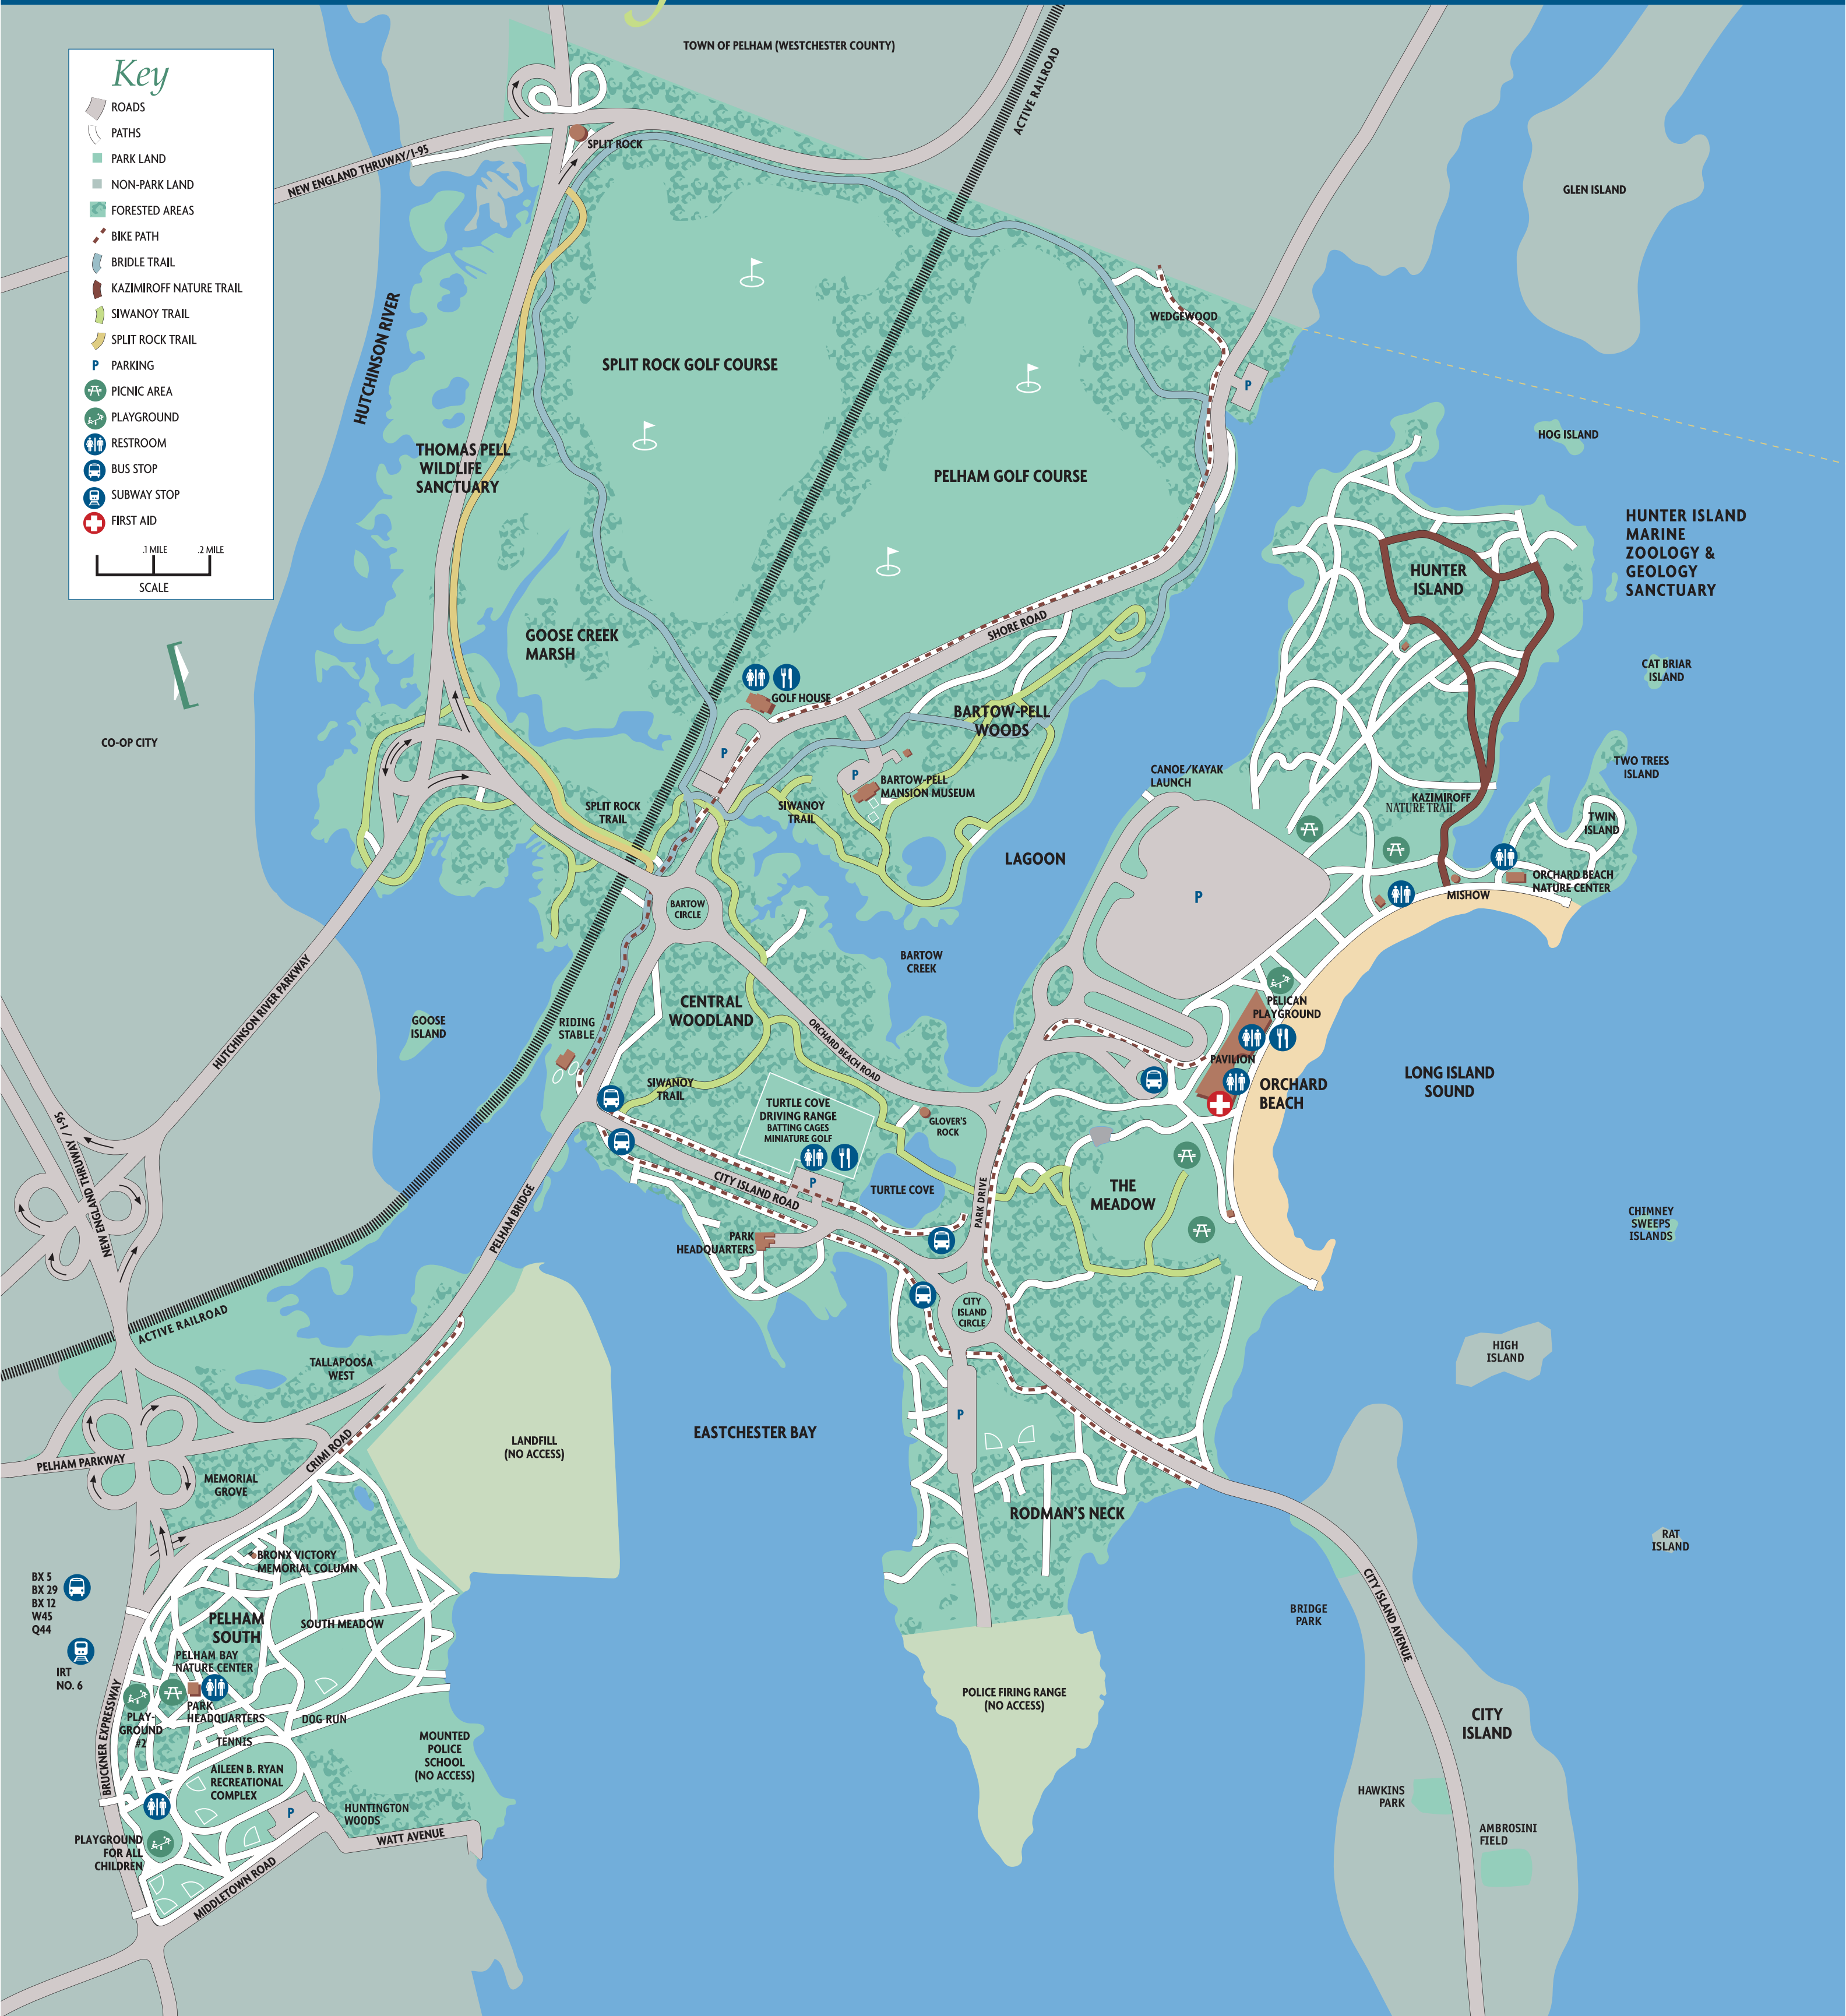 Key
ROADS
PATHS
PARK LAND
NON-PARK LAND
FORESTED AREAS
BIKE PATH
BRIDLE TRAIL
KAZIMIROFF NATURE TRAIL
SIWANOY TRAIL
SPLIT ROCK TRAIL
P PARKING
PICNIC AREA
PLAYGROUND
RESTROOM
BUS STOP
SUBWAY STOP
FIRST AID
.1 MILE .2 MILE
SCALE
TOWN OF PELHAM (WESTCHESTER COUNTY)
ACTIVE RAILROAD
SPLIT ROCK
NEW ENGLAND THRUWAY/I-95
GLEN ISLAND
HUTCHINSON RIVER
WEDGEWOOD
SPLIT ROCK GOLF COURSE
P
HOG ISLAND
THOMAS PELL
WILDLIFE
SANCTUARY
PELHAM GOLF COURSE
HUNTER ISLAND
MARINE
ZOOLOGY &
GEOLOGY
SANCTUARY
HUNTER
ISLAND
SHORE ROAD
GOOSE CREEK
MARSH
CAT BRIAR
ISLAND
GOLF HOUSE
BARTOW-PELL
WOODS
CO-OP CITY
P
P
BARTOW-PELL
MANSION MUSEUM
CANOE/KAYAK
LAUNCH
TWO TREES
ISLAND
KAZIMIROFF
NATURE TRAIL
SPLIT ROCK
TRAIL
SIWANOY
TRAIL
TWIN
ISLAND
LAGOON
ORCHARD BEACH
NATURE CENTER
MISHOW
P
BARTOW
CIRCLE
BARTOW
CREEK
HUTCHINSON RIVER PARKWAY
CENTRAL
WOODLAND
PELICAN
PLAYGROUND
GOOSE
ISLAND
RIDING
STABLE
ORCHARD BEACH ROAD
PAVILION
ORCHARD
BEACH
LONG ISLAND
SOUND
SIWANOY
TRAIL
TURTLE COVE
DRIVING RANGE
BATTING CAGES
MINIATURE GOLF
GLOVER'S
ROCK
NEW ENGLAND THRUWAY / I-95
CITY ISLAND ROAD
P
TURTLE COVE
PARK DRIVE
THE
MEADOW
PELHAM BRIDGE
PARK
HEADQUARTERS
CHIMNEY
SWEEPS
ISLANDS
CITY
ISLAND
CIRCLE
ACTIVE RAILROAD
TALLAPOOSA
WEST
HIGH
ISLAND
P
EASTCHESTER BAY
LANDFILL
(NO ACCESS)
PELHAM PARKWAY
CRIMI ROAD
MEMORIAL
GROVE
RODMAN'S NECK
RAT
ISLAND
BRONX VICTORY
MEMORIAL COLUMN
BX 5
BX 29
BX 12
W45
Q44
CITY ISLAND AVENUE
BRIDGE
PARK
PELHAM
SOUTH
SOUTH MEADOW
PELHAM BAY
NATURE CENTER
IRT
NO. 6
POLICE FIRING RANGE
(NO ACCESS)
PARK
HEADQUARTERS
PLAY-
GROUND
#2
DOG RUN
TENNIS
BRUCKNER EXPRESSWAY
MOUNTED
POLICE
SCHOOL
(NO ACCESS)
CITY
ISLAND
AILEEN B. RYAN
RECREATIONAL
COMPLEX
HAWKINS
PARK
P
HUNTINGTON
WOODS
AMBROSINI
FIELD
WATT AVENUE
PLAYGROUND
FOR ALL
CHILDREN
MIDDLETOWN ROAD